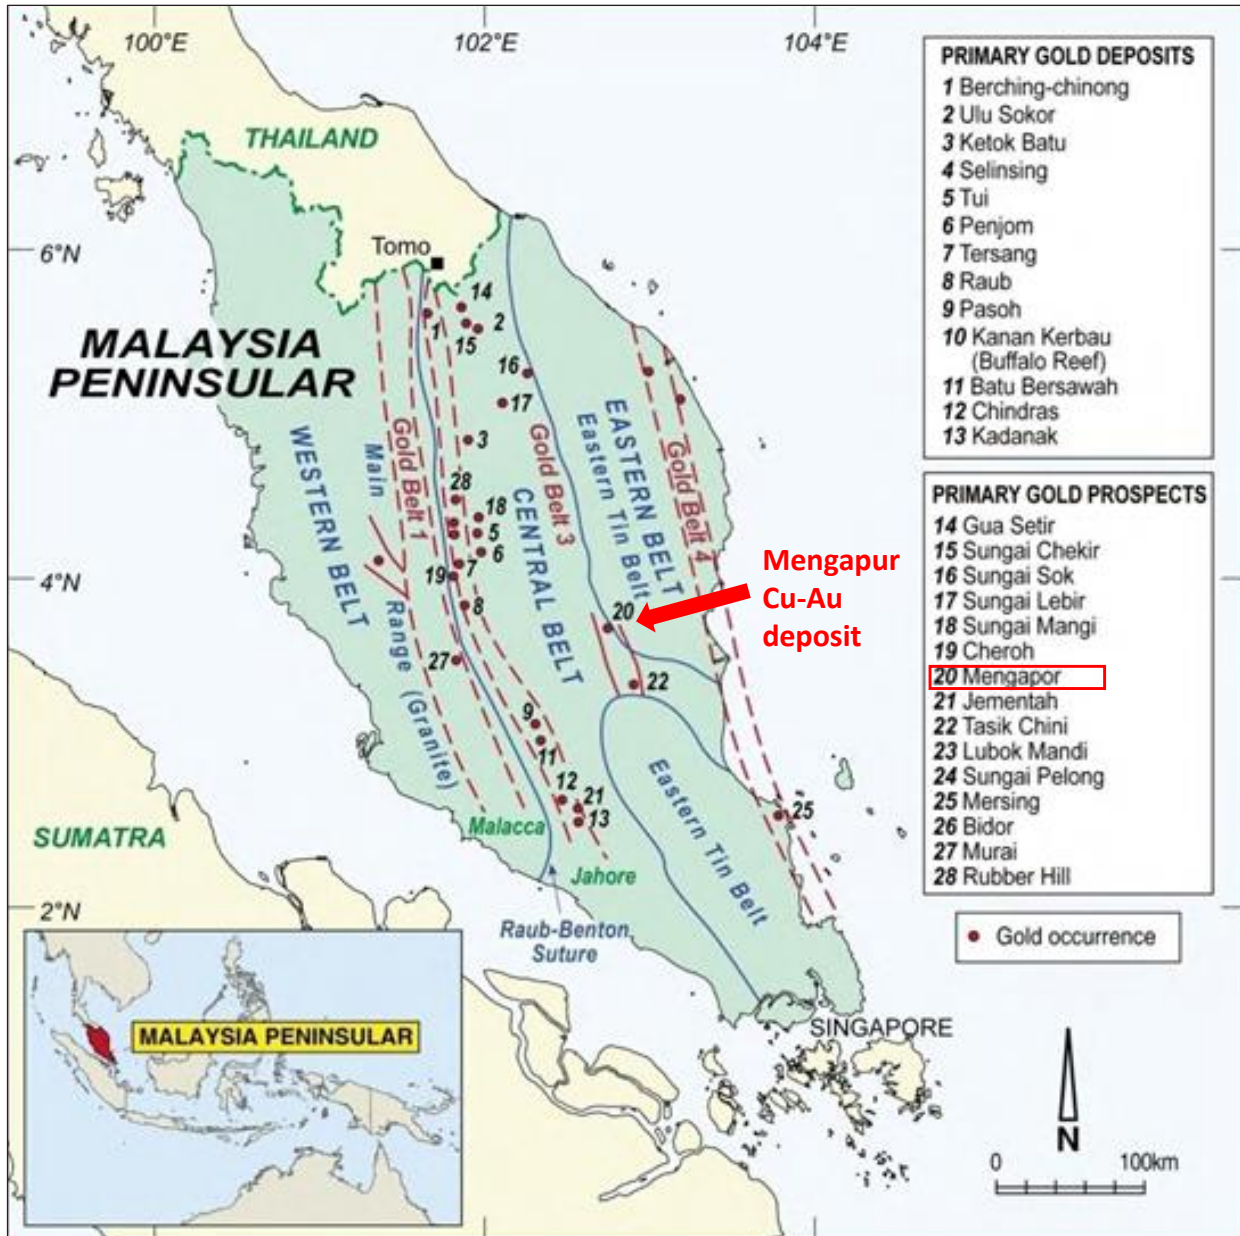 100°E
102°E
104°E
6°N
4°N
2°N
THAILAND
Tomo
MALAYSIA
PENINSULAR
WESTERN BELT
Main
Range
(Granite)
Gold Belt 1
CENTRAL BELT
Gold Belt 3
EASTERN BELT
Eastern Tin Belt
Gold Belt 4
Eastern Tin Belt
14
1
15
2
16
17
3
28
18
5
6
7
19
8
27
20
22
9
11
12
21
13
25
Mengapur
Cu-Au
deposit
SUMATRA
Malacca
Jahore
Raub-Benton
Suture
SINGAPORE
MALAYSIA PENINSULAR
PRIMARY GOLD DEPOSITS
1 Berching-chinong
2 Ulu Sokor
3 Ketok Batu
4 Selinsing
5 Tui
6 Penjom
7 Tersang
8 Raub
9 Pasoh
10 Kanan Kerbau
(Buffalo Reef)
11 Batu Bersawah
12 Chindras
13 Kadanak
PRIMARY GOLD PROSPECTS
14 Gua Setir
15 Sungai Chekir
16 Sungai Sok
17 Sungai Lebir
18 Sungai Mangi
19 Cheroh
20 Mengapor
21 Jementah
22 Tasik Chini
23 Lubok Mandi
24 Sungai Pelong
25 Mersing
26 Bidor
27 Murai
28 Rubber Hill
Gold occurrence
N
0 100km